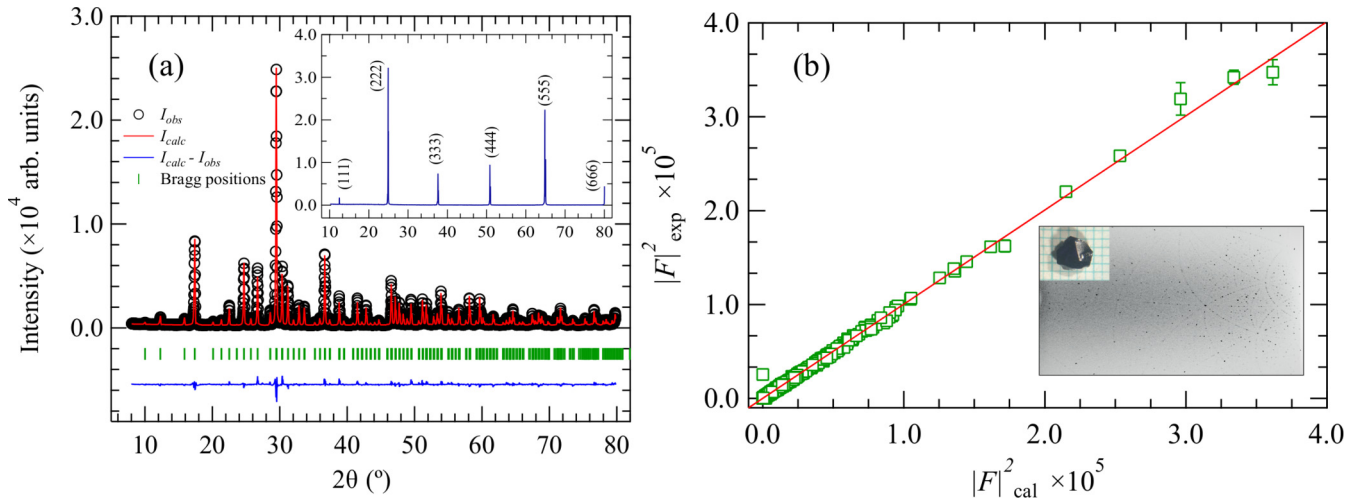 (a)
3.0
2.0
1.0
0.0
Intensity (×10⁴ arb. units)
I_obs
I_calc
I_calc - I_obs
Bragg positions
10 20 30 40 50 60 70 80
2θ (º)
4.0
3.0
2.0
1.0
0.0
(111)
(222)
(333)
(444)
(555)
(666)
10 20 30 40 50 60 70 80
(b)
4.0
3.0
2.0
1.0
0.0
|F|²_exp ×10⁵
0.0 1.0 2.0 3.0 4.0
|F|²_cal ×10⁵